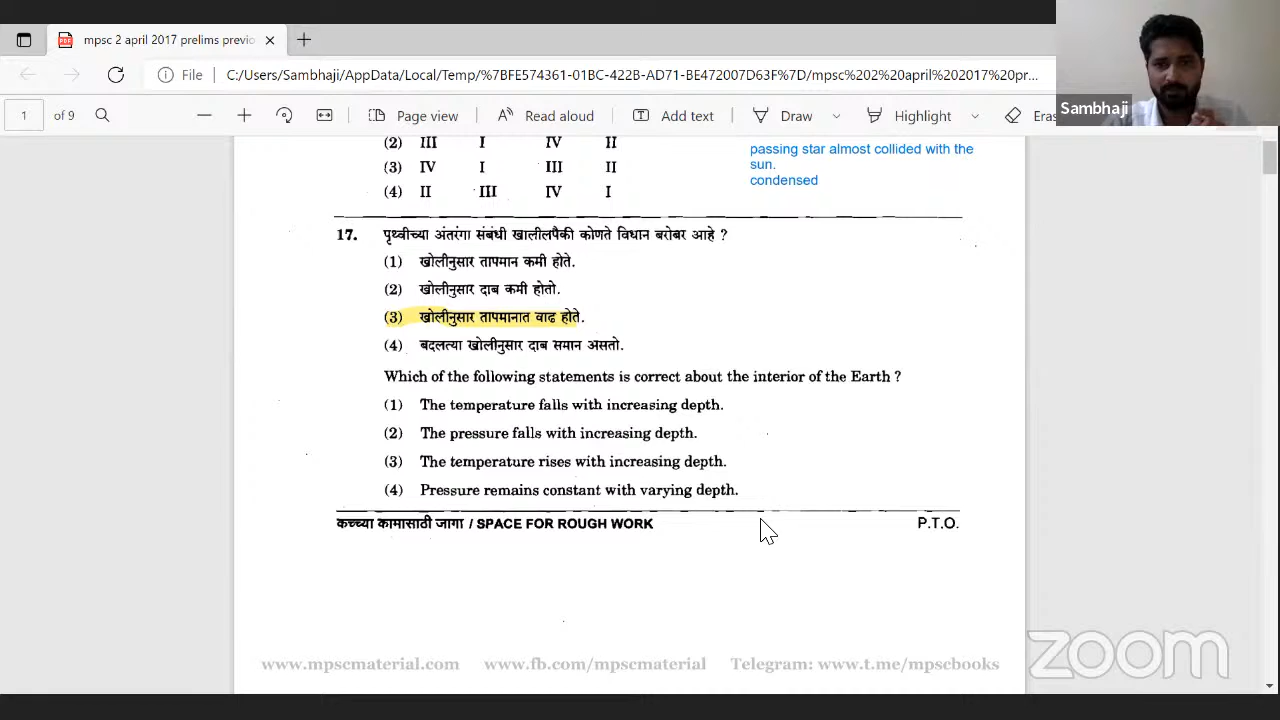 mpsc 2 april 2017 prelims previo
File
C:/Users/Sambhaji/AppData/Local/Temp/%7BFE574361-01BC-422B-AD71-BE472007D63F%7D/mpsc%202%20april%202017%20pr...
1 of 9
Page view
Read aloud
Add text
Draw
Highlight
Eras
Sambhaji
(2) III I IV II
(3) IV I III II
(4) II III IV I
passing star almost collided with the
sun.
condensed
17. पृथ्वीच्या अंतरंगा संबंधी खालीलपैकी कोणते विधान बरोबर आहे ?
(1) खोलीनुसार तापमान कमी होते.
(2) खोलीनुसार दाब कमी होतो.
(3) खोलीनुसार तापमानात वाढ होते.
(4) बदलत्या खोलीनुसार दाब समान असतो.
Which of the following statements is correct about the interior of the Earth ?
(1) The temperature falls with increasing depth.
(2) The pressure falls with increasing depth.
(3) The temperature rises with increasing depth.
(4) Pressure remains constant with varying depth.
कच्च्या कामासाठी जागा / SPACE FOR ROUGH WORK
P.T.O.
www.mpscmaterial.com www.fb.com/mpscmaterial Telegram: www.t.me/mpscbooks
zoom